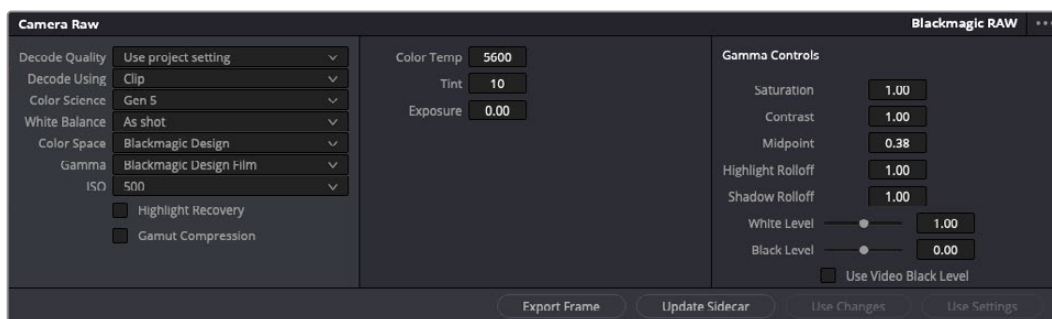 Camera Raw
Blackmagic RAW
Decode Quality Use project setting
Decode Using Clip
Color Science Gen 5
White Balance As shot
Color Space Blackmagic Design
Gamma Blackmagic Design Film
ISO 500
Highlight Recovery
Gamut Compression
Color Temp 5600
Tint 10
Exposure 0.00
Gamma Controls
Saturation 1.00
Contrast 1.00
Midpoint 0.38
Highlight Rolloff 1.00
Shadow Rolloff 1.00
White Level 1.00
Black Level 0.00
Use Video Black Level
Export Frame Update Sidecar Use Changes Use Settings